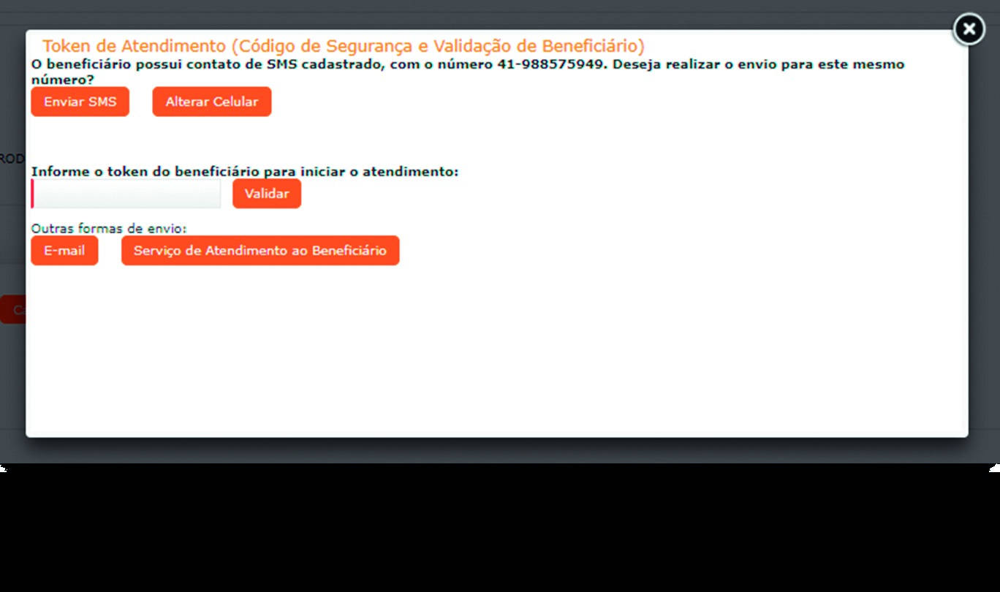 Token de Atendimento (Código de Segurança e Validação de Beneficiário)
O beneficiário possui contato de SMS cadastrado, com o número 41-988575949. Deseja realizar o envio para este mesmo
número?
Enviar SMS Alterar Celular
ROD
Informe o token do beneficiário para iniciar o atendimento:
Validar
Outras formas de envio:
E-mail Serviço de Atendimento ao Beneficiário